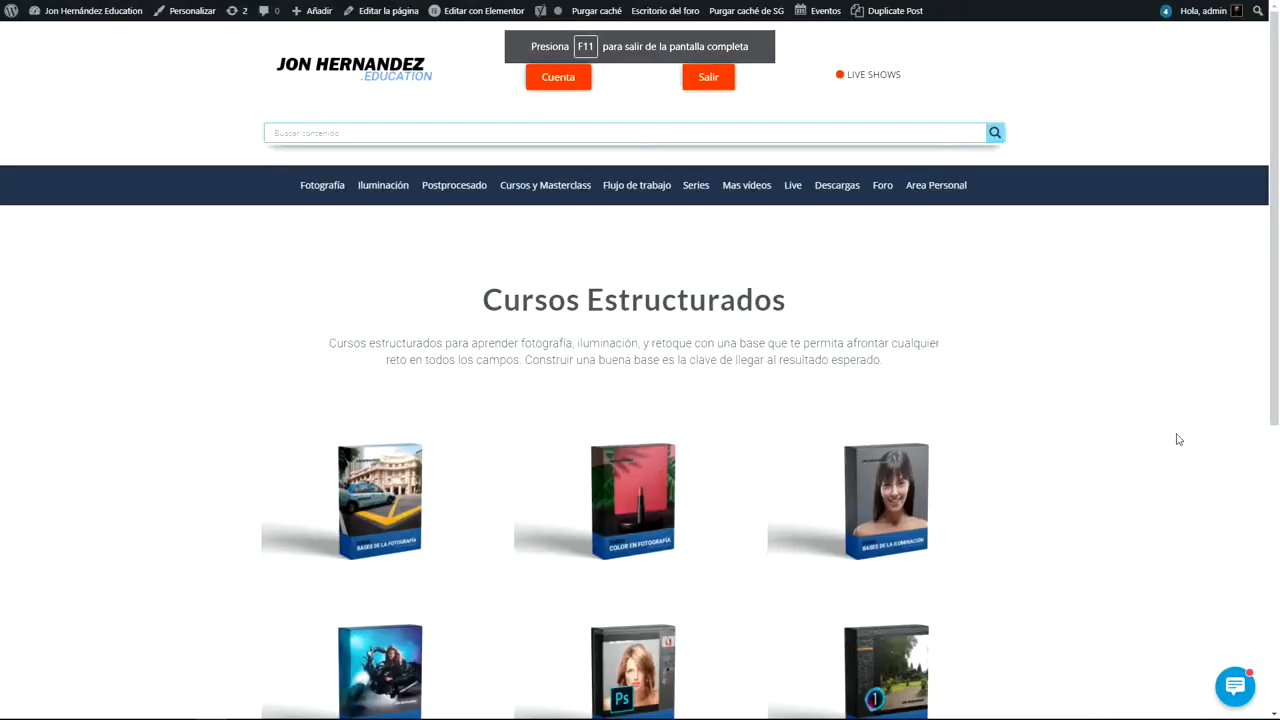 Jon Hernández Education Personalizar 2 0 Añadir Editar la página Editar con Elementor Purgar caché Escritorio del foro Purgar caché de SG Eventos Duplicate Post 4 Hola, admin
Presiona F11 para salir de la pantalla completa
JON HERNANDEZ
.EDUCATION
Cuenta Salir LIVE SHOWS
Buscar contenido
Fotografía Iluminación Postprocesado Cursos y Masterclass Flujo de trabajo Series Mas vídeos Live Descargas Foro Area Personal
Cursos Estructurados
Cursos estructurados para aprender fotografía, iluminación, y retoque con una base que te permita afrontar cualquier
reto en todos los campos. Construir una buena base es la clave de llegar al resultado esperado.
BASES DE LA FOTOGRAFÍA COLOR EN FOTOGRAFÍA BASES DE LA ILUMINACIÓN
Ps 1